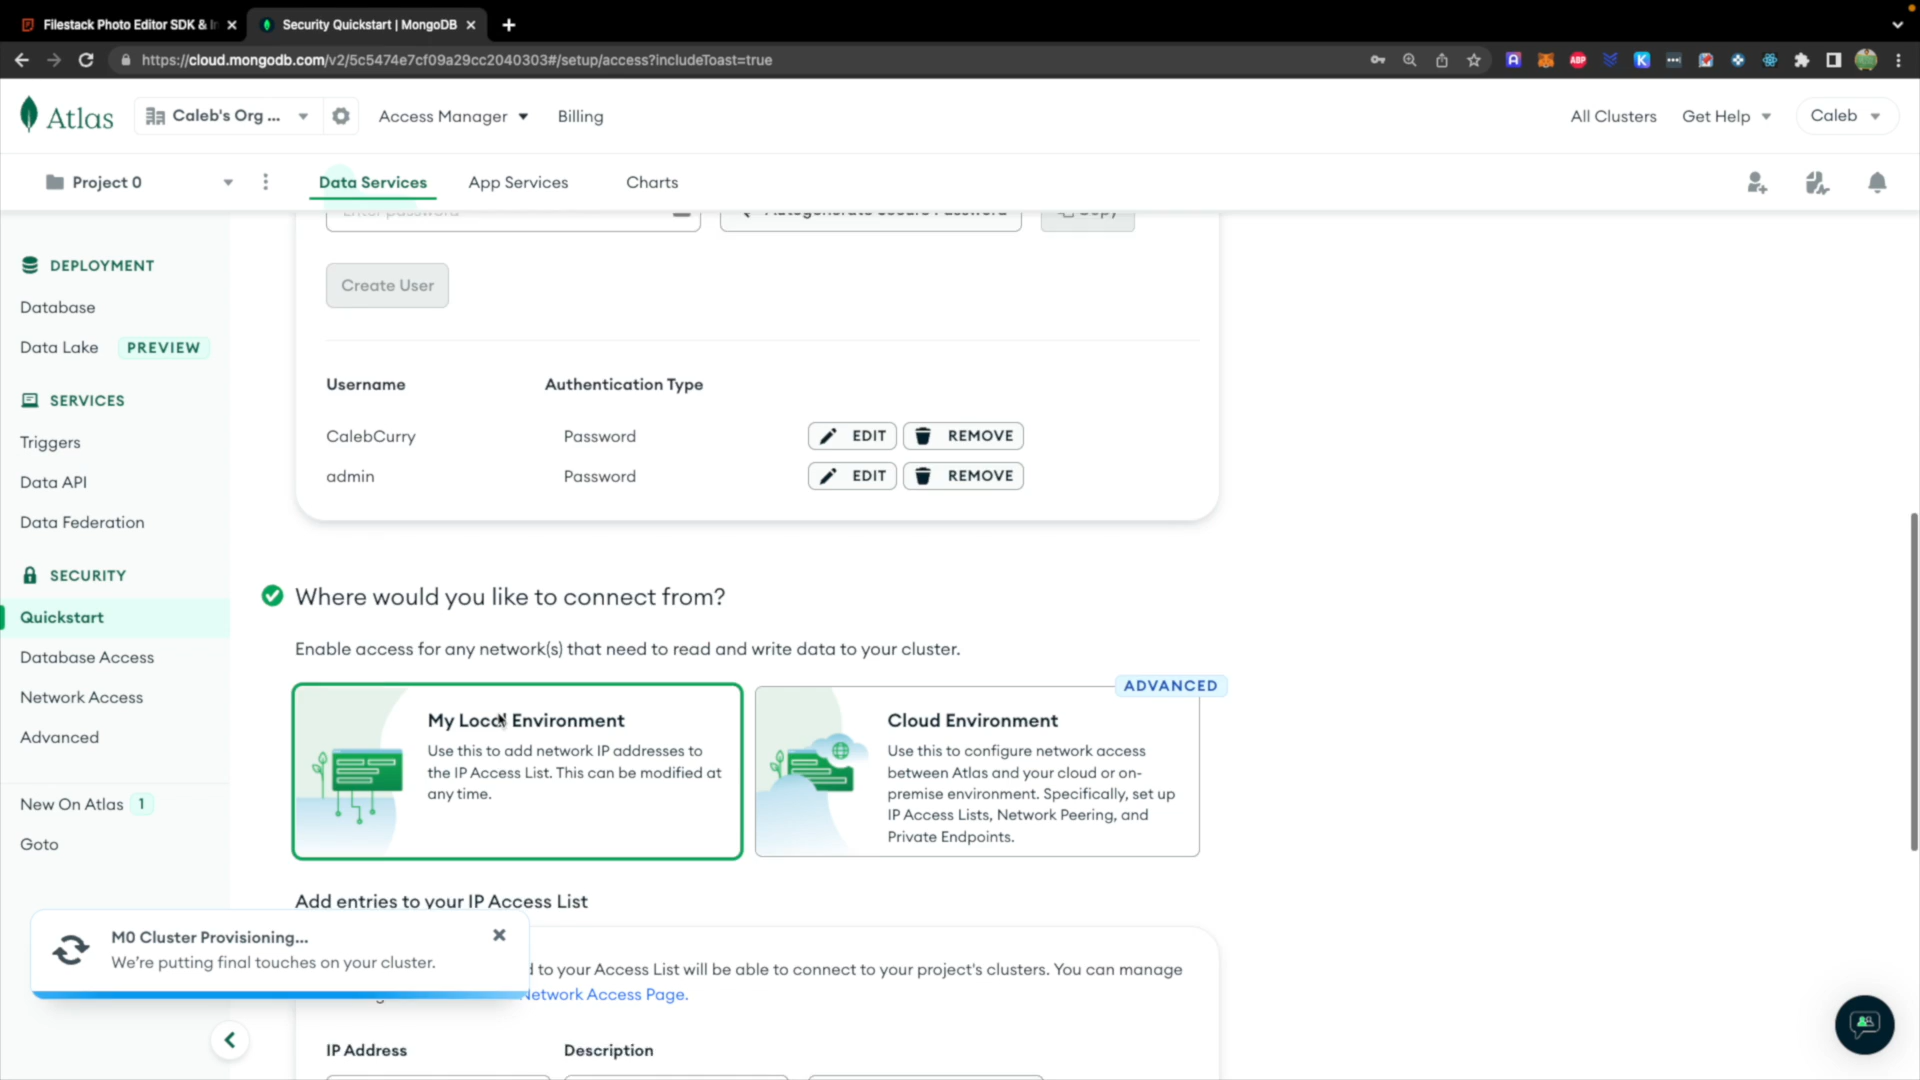 Filestack Photo Editor SDK & I
Security Quickstart | MongoDB
https://cloud.mongodb.com/v2/5c5474e7cf09a29cc2040303#/setup/access?includeToast=true
Atlas
Caleb's Org ...
Access Manager
Billing
All Clusters
Get Help
Caleb
Project 0
Data Services
App Services
Charts
Enter password
Autogenerate Secure Password
Copy
DEPLOYMENT
Database
Data Lake PREVIEW
SERVICES
Triggers
Data API
Data Federation
SECURITY
Quickstart
Database Access
Network Access
Advanced
New On Atlas 1
Goto
Create User
Username Authentication Type
CalebCurry Password EDIT REMOVE
admin Password EDIT REMOVE
Where would you like to connect from?
Enable access for any network(s) that need to read and write data to your cluster.
My Local Environment
Use this to add network IP addresses to
the IP Access List. This can be modified at
any time.
ADVANCED
Cloud Environment
Use this to configure network access
between Atlas and your cloud or on-
premise environment. Specifically, set up
IP Access Lists, Network Peering, and
Private Endpoints.
Add entries to your IP Access List
M0 Cluster Provisioning...
We're putting final touches on your cluster.
to your Access List will be able to connect to your project's clusters. You can manage
Network Access Page.
IP Address Description